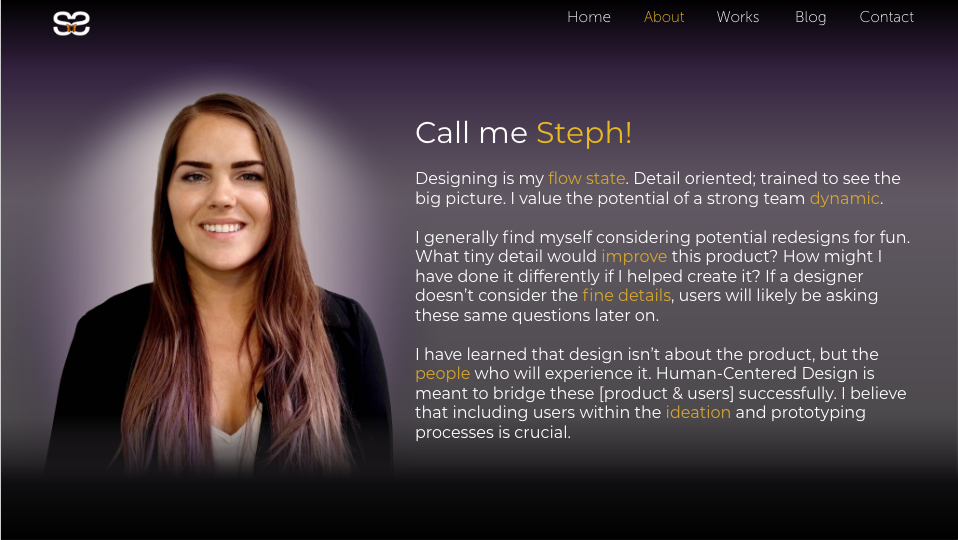 Home About Works Blog Contact
Call me Steph!
Designing is my flow state. Detail oriented; trained to see the
big picture. I value the potential of a strong team dynamic.
I generally find myself considering potential redesigns for fun.
What tiny detail would improve this product? How might I
have done it differently if I helped create it? If a designer
doesn’t consider the fine details, users will likely be asking
these same questions later on.
I have learned that design isn’t about the product, but the
people who will experience it. Human-Centered Design is
meant to bridge these [product & users] successfully. I believe
that including users within the ideation and prototyping
processes is crucial.